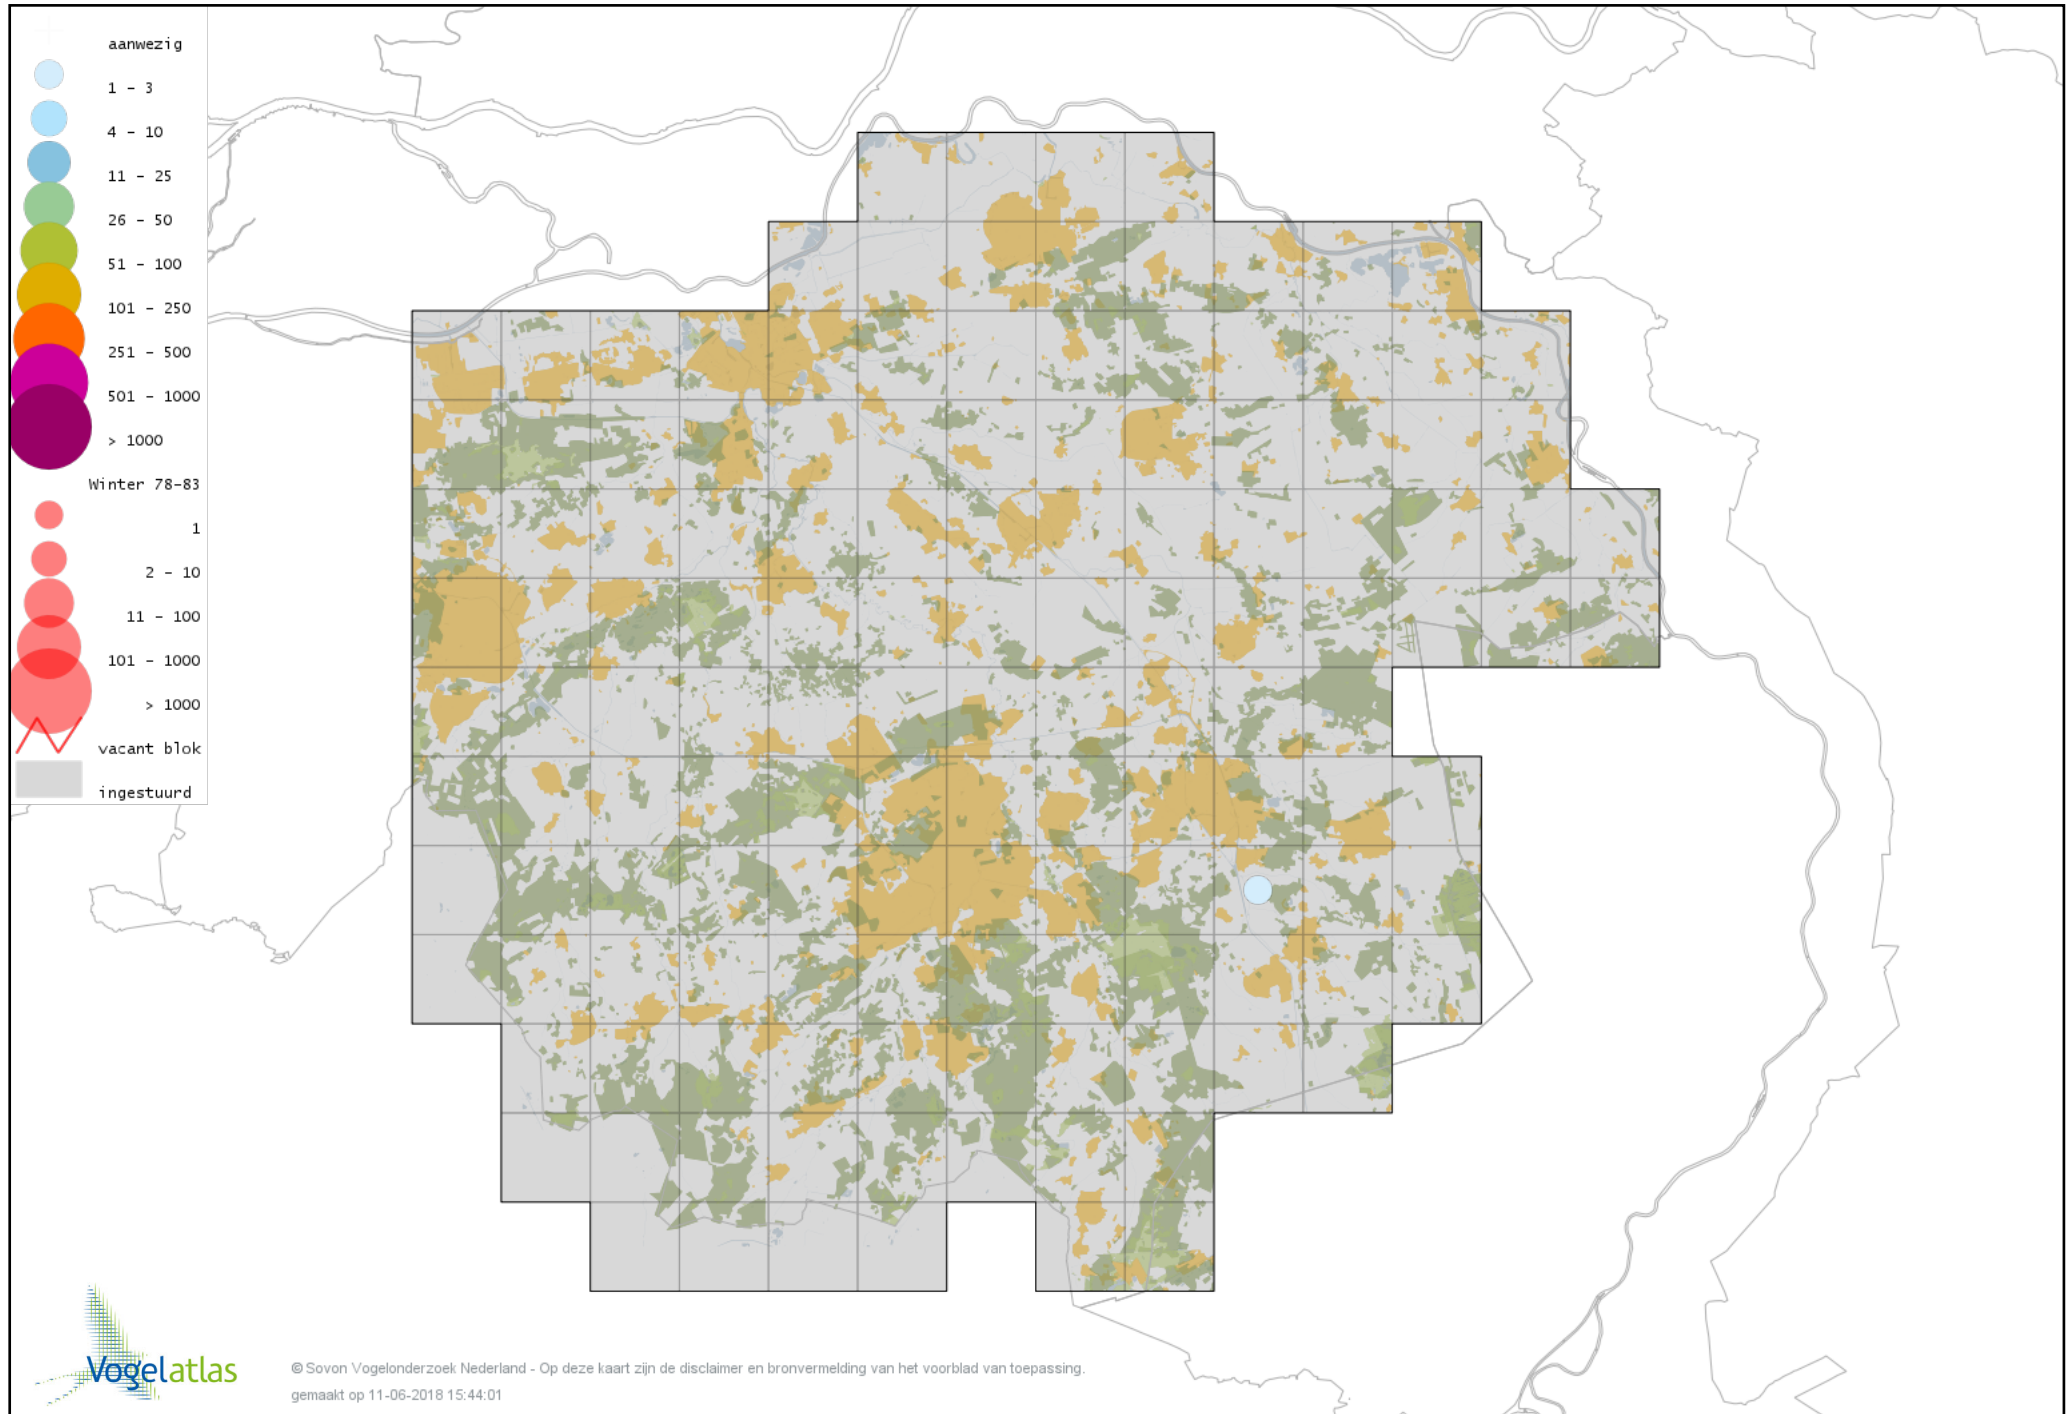 aanwezig
1 - 3
4 - 10
11 - 25
26 - 50
51 - 100
101 - 250
251 - 500
501 - 1000
> 1000
Winter 78-83
1
2 - 10
11 - 100
101 - 1000
> 1000
vacant blok
ingestuurd
Vogelatlas
© Sovon Vogelonderzoek Nederland - Op deze kaart zijn de disclaimer en bronvermelding van het voorblad van toepassing.
gemaakt op 11-06-2018 15:44:01